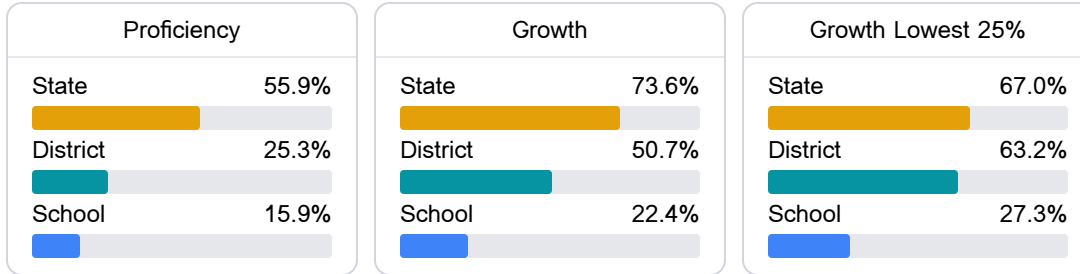 Proficiency
State 55.9%
District 25.3%
School 15.9%
Growth
State 73.6%
District 50.7%
School 22.4%
Growth Lowest 25%
State 67.0%
District 63.2%
School 27.3%